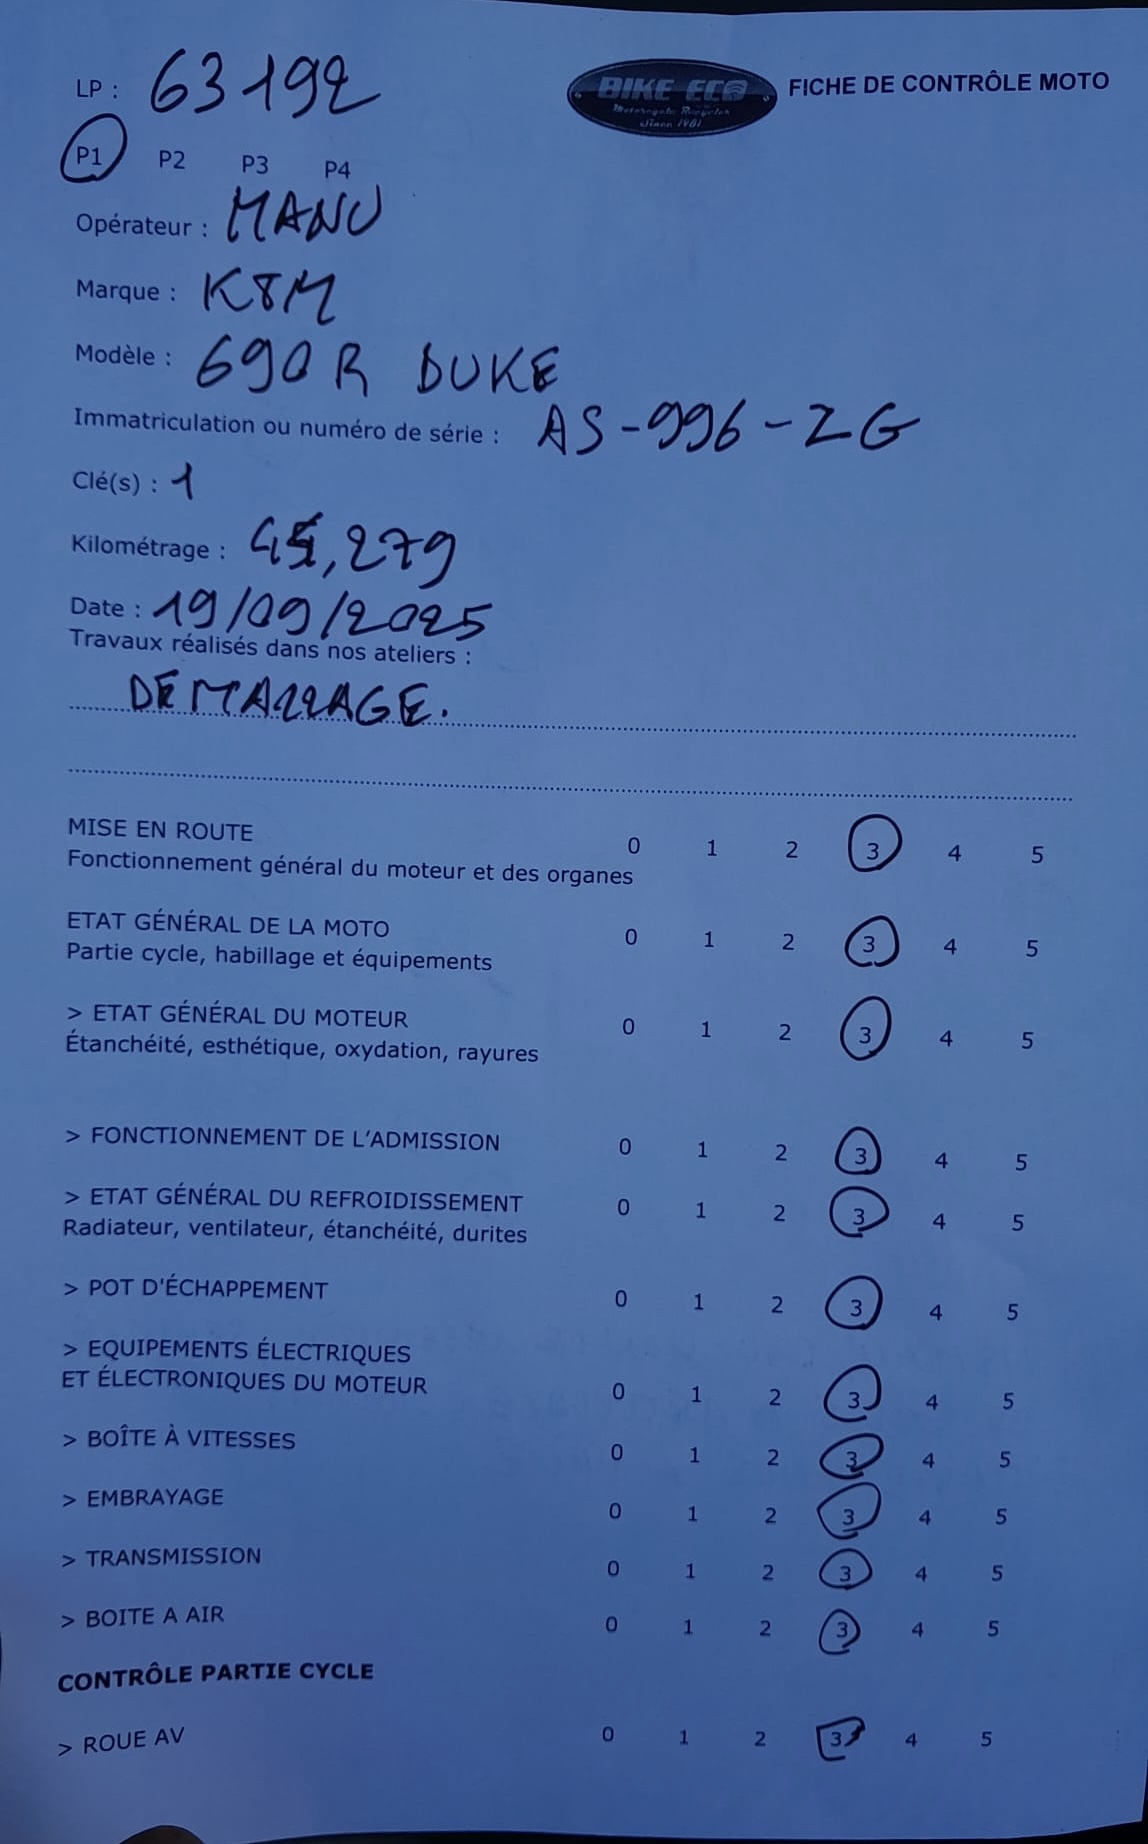 LP : 63192
BIKE ECO
Motorcycle Recycler
Since 1981
FICHE DE CONTRÔLE MOTO
P1 P2 P3 P4
Opérateur : MANU
Marque : KTM
Modèle : 690 R DUKE
Immatriculation ou numéro de série : AS-996-ZG
Clé(s) : 1
Kilométrage :
Date : 19/09/2025
Travaux réalisés dans nos ateliers :
DEMARRAGE.
MISE EN ROUTE 0 1 2 3 4 5
Fonctionnement général du moteur et des organes
ETAT GÉNÉRAL DE LA MOTO 0 1 2 3 4 5
Partie cycle, habillage et équipements
> ETAT GÉNÉRAL DU MOTEUR 0 1 2 3 4 5
Étanchéité, esthétique, oxydation, rayures
> FONCTIONNEMENT DE L'ADMISSION 0 1 2 3 4 5
> ETAT GÉNÉRAL DU REFROIDISSEMENT 0 1 2 3 4 5
Radiateur, ventilateur, étanchéité, durites
> POT D'ÉCHAPPEMENT 0 1 2 3 4 5
> EQUIPEMENTS ÉLECTRIQUES
ET ÉLECTRONIQUES DU MOTEUR 0 1 2 3 4 5
> BOÎTE À VITESSES 0 1 2 3 4 5
> EMBRAYAGE 0 1 2 3 4 5
> TRANSMISSION 0 1 2 3 4 5
> BOITE A AIR 0 1 2 3 4 5
CONTRÔLE PARTIE CYCLE
> ROUE AV 0 1 2 3 4 5